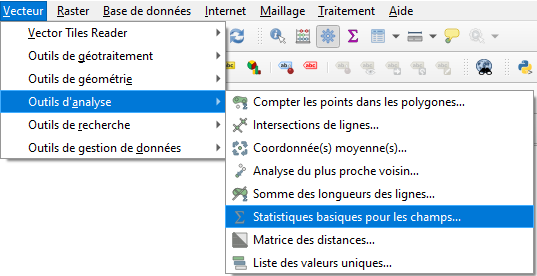 Vecteur Raster Base de données Internet Maillage Traitement Aide
Vector Tiles Reader
Outils de géotraitement
Outils de géométrie
Outils d'analyse
Outils de recherche
Outils de gestion de données
Compter les points dans les polygones...
Intersections de lignes...
Coordonnée(s) moyenne(s)...
Analyse du plus proche voisin...
Somme des longueurs des lignes...
Statistiques basiques pour les champs...
Matrice des distances...
Liste des valeurs uniques...